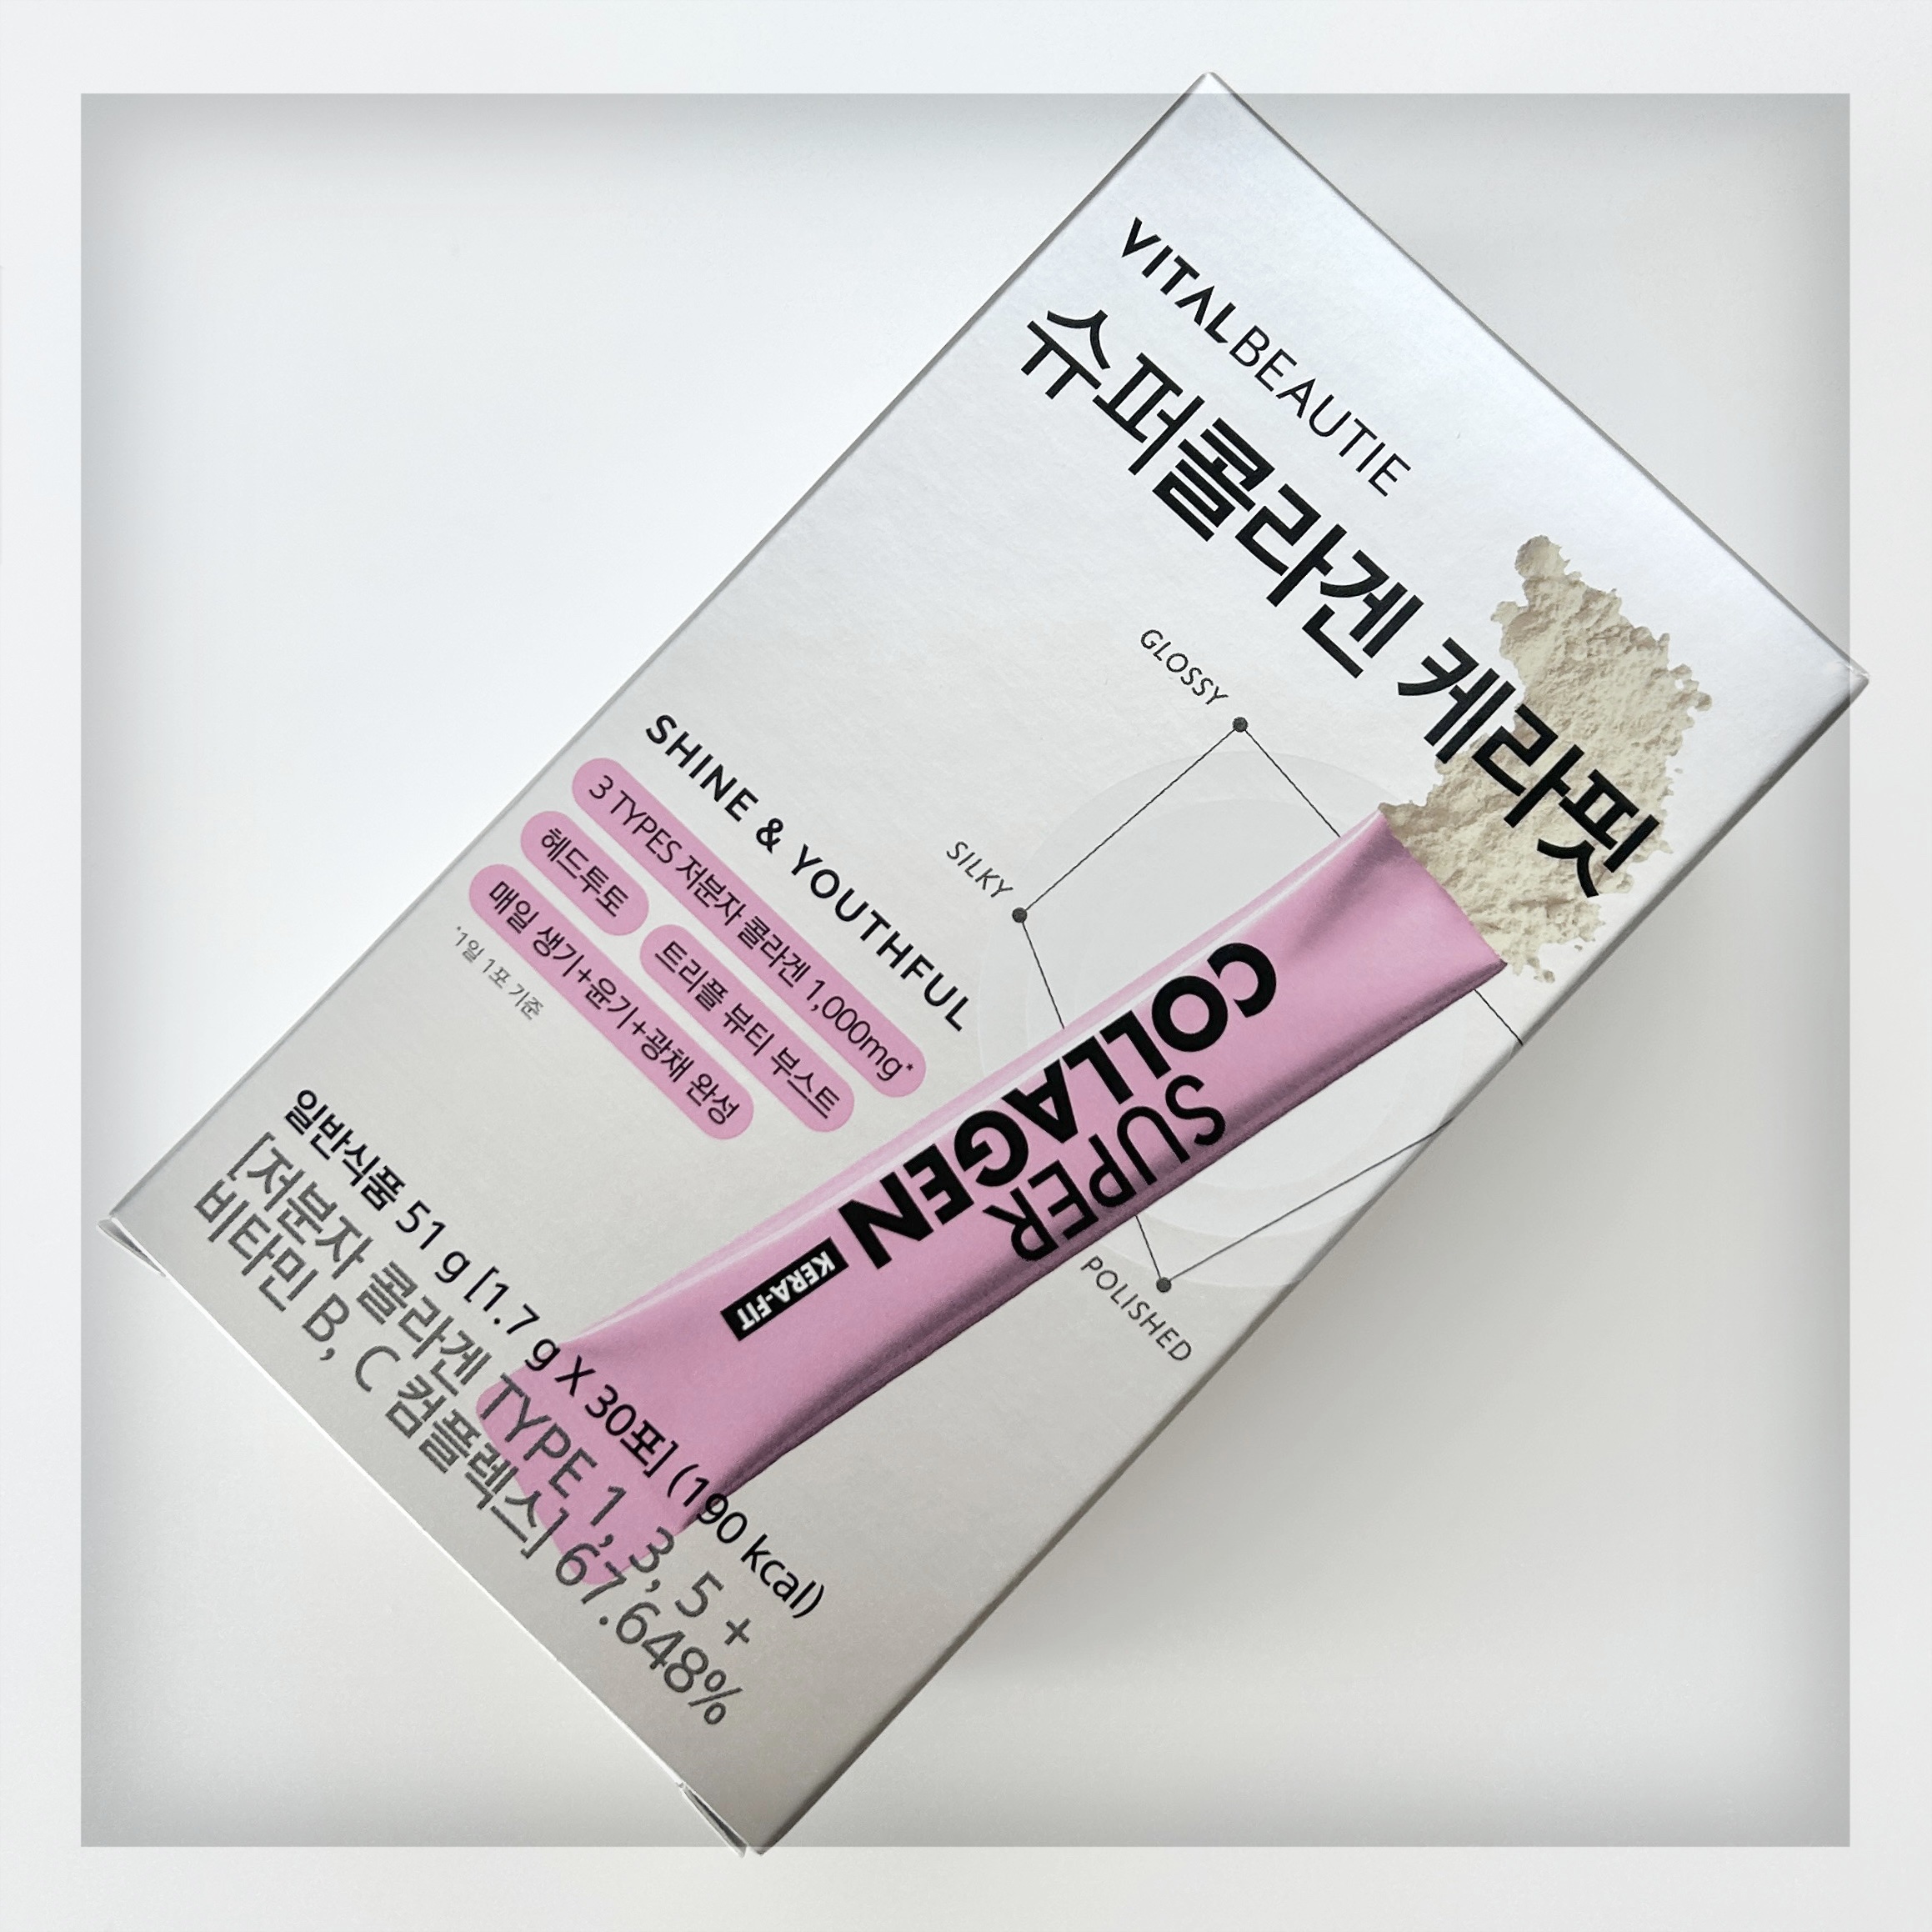 VITALBEAUTIE
슈퍼콜라겐 케라핏
GLOSSY
SILKY
POLISHED
SUPER
COLLAGEN
KERA-FIT
SHINE & YOUTHFUL
3 TYPES 저분자 콜라겐 1,000mg*
헤드투토 트리플 뷰티 부스트
매일 생기+윤기+광채 완성
*1일 1포 기준
일반식품 51 g [1.7 g X 30포] (190 kcal)
[저분자 콜라겐 TYPE 1, 3, 5 +
비타민 B, C 컴플렉스] 67.648%